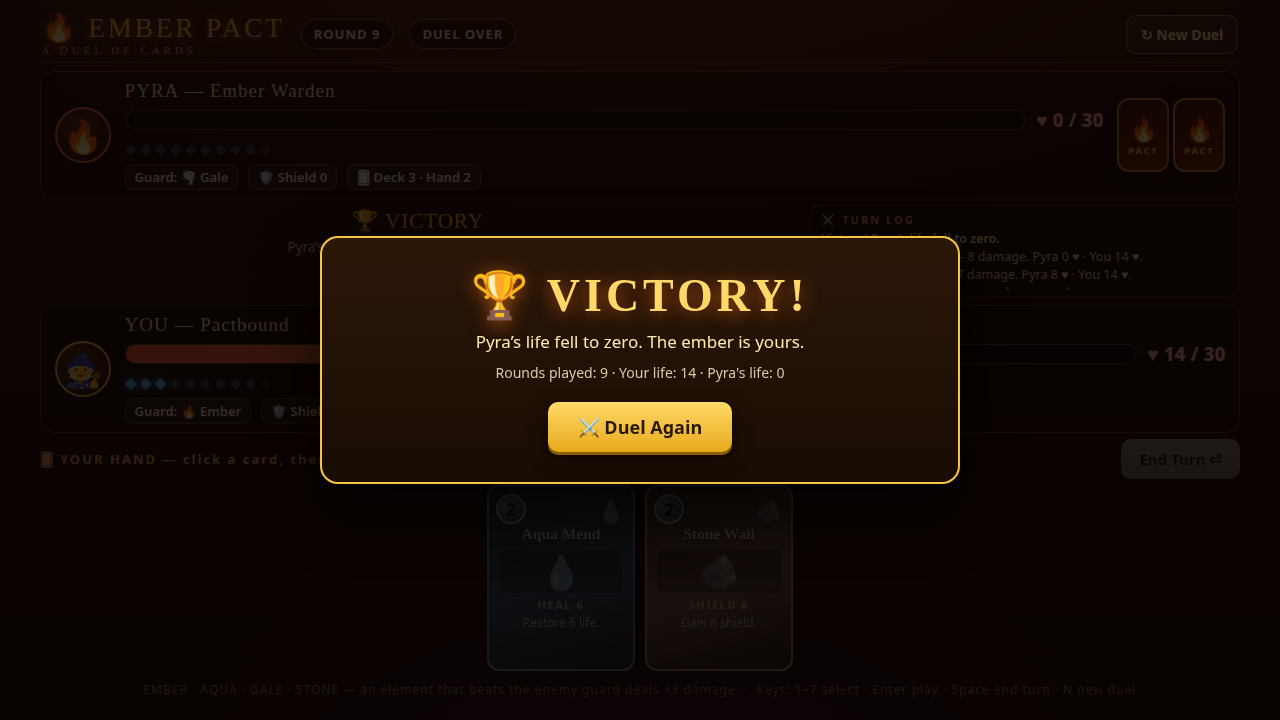 EMBER PACT
A DUEL OF CARDS
ROUND 9
DUEL OVER
↻ New Duel
PYRA — Ember Warden
♥ 0 / 30
Guard: Gale
Shield 0
Deck 3 · Hand 2
PACT
PACT
VICTORY
Pyra's
TURN LOG
to zero.
8 damage. Pyra 0 ♥ · You 14 ♥.
7 damage. Pyra 8 ♥ · You 14 ♥.
VICTORY!
Pyra’s life fell to zero. The ember is yours.
Rounds played: 9 · Your life: 14 · Pyra's life: 0
Duel Again
YOU — Pactbound
♥ 14 / 30
Guard: Ember
YOUR HAND — click a card, the
End Turn ⏎
2
Aqua Mend
HEAL 6
Restore 6 life.
2
Stone Wall
SHIELD 6
Gain 6 shield.
EMBER · AQUA · GALE · STONE — an element that beats the enemy guard deals +3 damage · Keys: 1–7 select · Enter play · Space end turn · N new duel